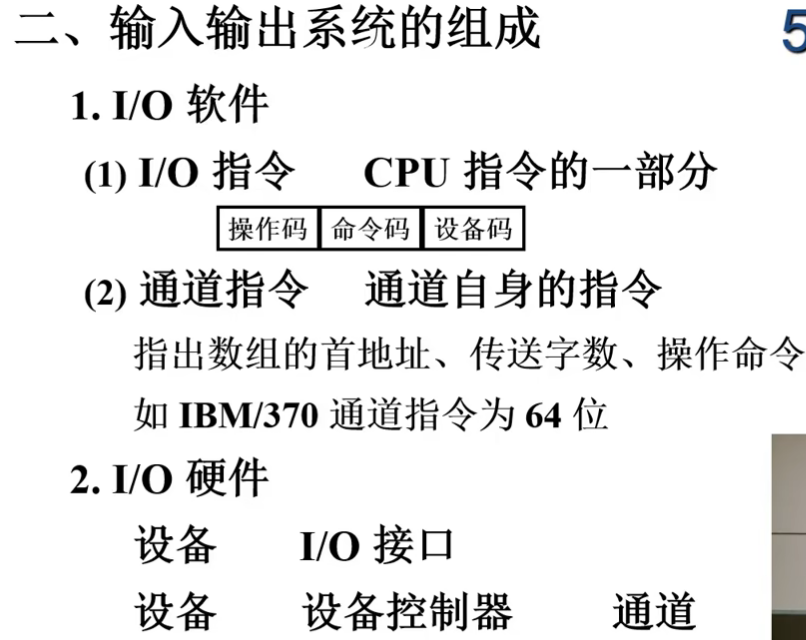 二、输入输出系统的组成 5
1. I/O 软件
(1) I/O 指令 CPU 指令的一部分
操作码 命令码 设备码
(2) 通道指令 通道自身的指令
指出数组的首地址、传送字数、操作命令
如 IBM/370 通道指令为 64 位
2. I/O 硬件
设备 I/O 接口
设备 设备控制器 通道